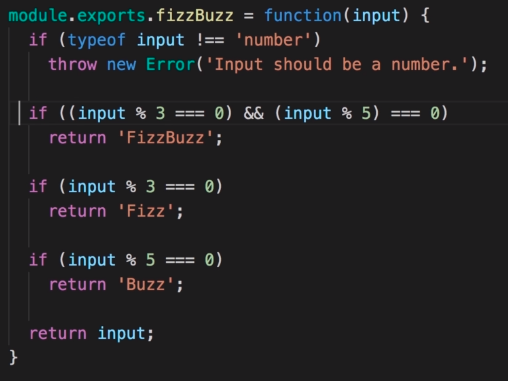 module.exports.fizzBuzz = function(input) {
  if (typeof input !== 'number')
    throw new Error('Input should be a number.');

  if ((input % 3 === 0) && (input % 5) === 0)
    return 'FizzBuzz';

  if (input % 3 === 0)
    return 'Fizz';

  if (input % 5 === 0)
    return 'Buzz';

  return input;
}